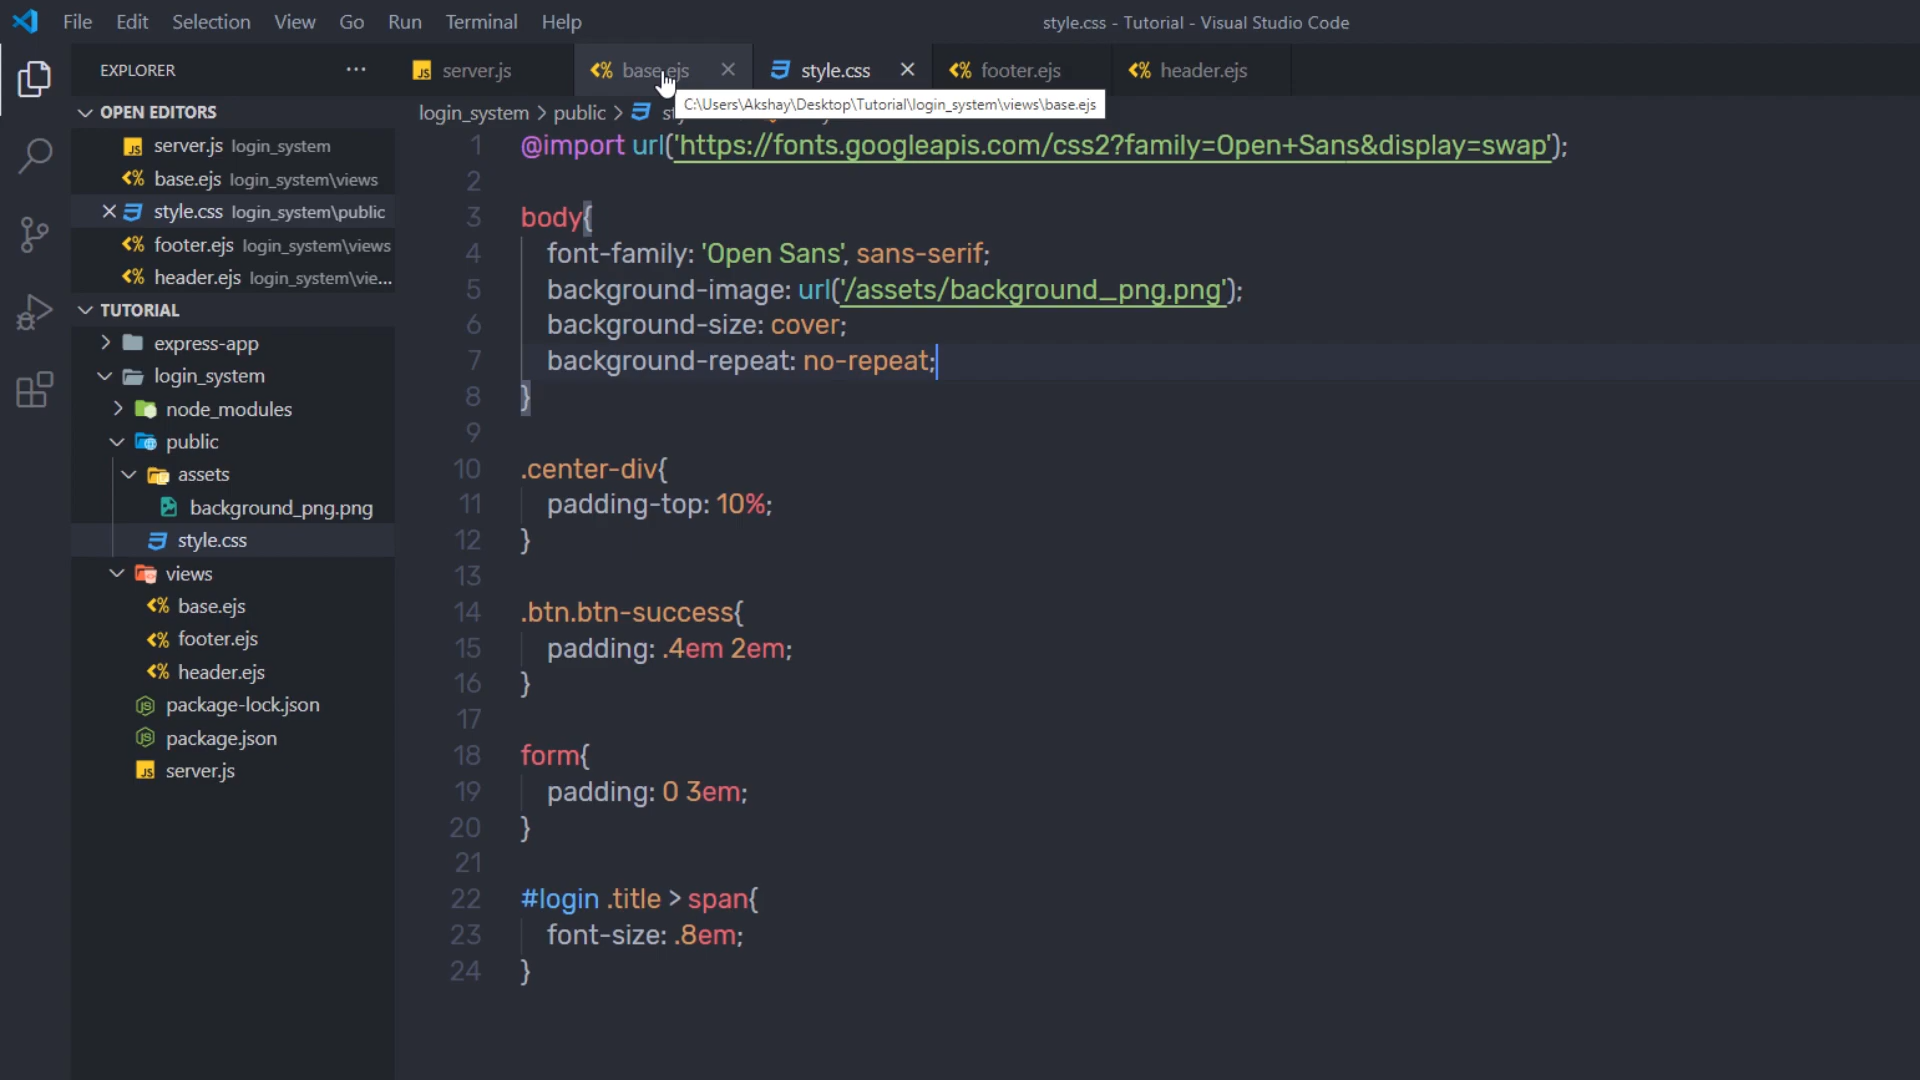 File Edit Selection View Go Run Terminal Help style.css - Tutorial - Visual Studio Code
EXPLORER ···
server.js base.ejs style.css footer.ejs header.ejs
C:\Users\Akshay\Desktop\Tutorial\login_system\views\base.ejs
login_system > public >
OPEN EDITORS
server.js login_system
base.ejs login_system\views
style.css login_system\public
footer.ejs login_system\views
header.ejs login_system\vie...
TUTORIAL
express-app
login_system
node_modules
public
assets
background_png.png
style.css
views
base.ejs
footer.ejs
header.ejs
package-lock.json
package.json
server.js
1 @import url('https://fonts.googleapis.com/css2?family=Open+Sans&display=swap');
2
3 body{
4 font-family: 'Open Sans', sans-serif;
5 background-image: url('/assets/background_png.png');
6 background-size: cover;
7 background-repeat: no-repeat;
8 }
9
10 .center-div{
11 padding-top: 10%;
12 }
13
14 .btn.btn-success{
15 padding: .4em 2em;
16 }
17
18 form{
19 padding: 0 3em;
20 }
21
22 #login .title > span{
23 font-size: .8em;
24 }